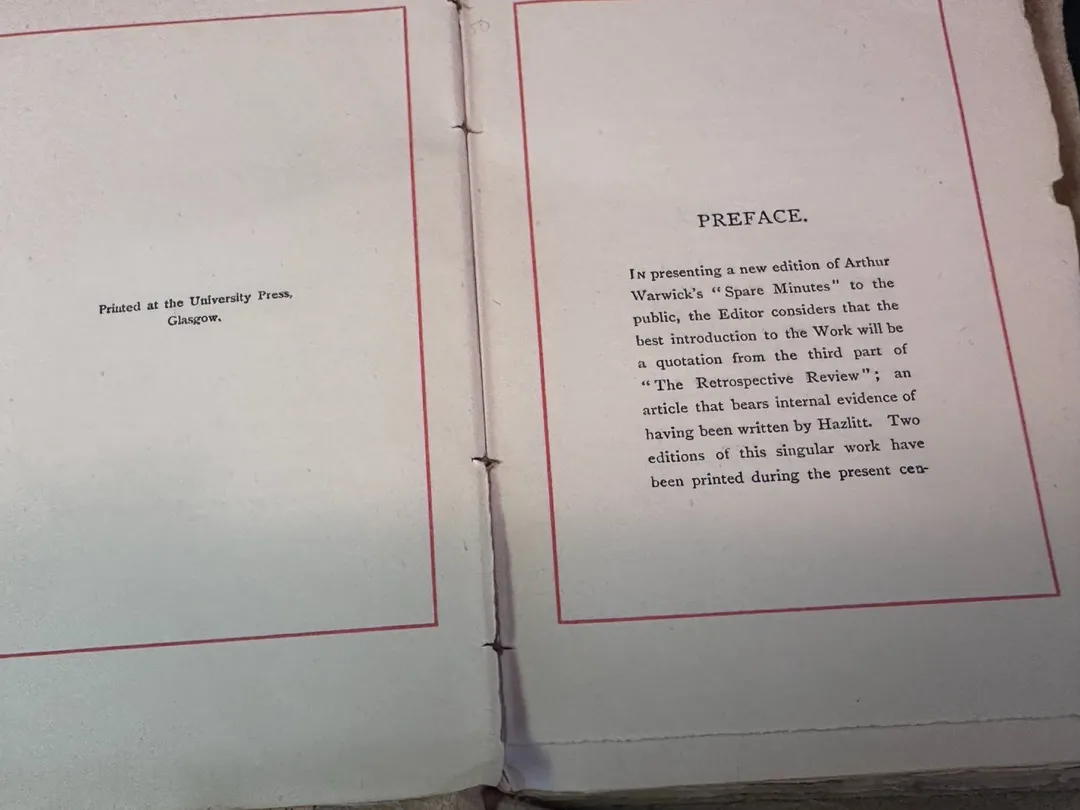 Printed at the University Press,
Glasgow.
PREFACE.
IN presenting a new edition of Arthur
Warwick's "Spare Minutes" to the
public, the Editor considers that the
best introduction to the Work will be
a quotation from the third part of
"The Retrospective Review"; an
article that bears internal evidence of
having been written by Hazlitt. Two
editions of this singular work have
been printed during the present cen-